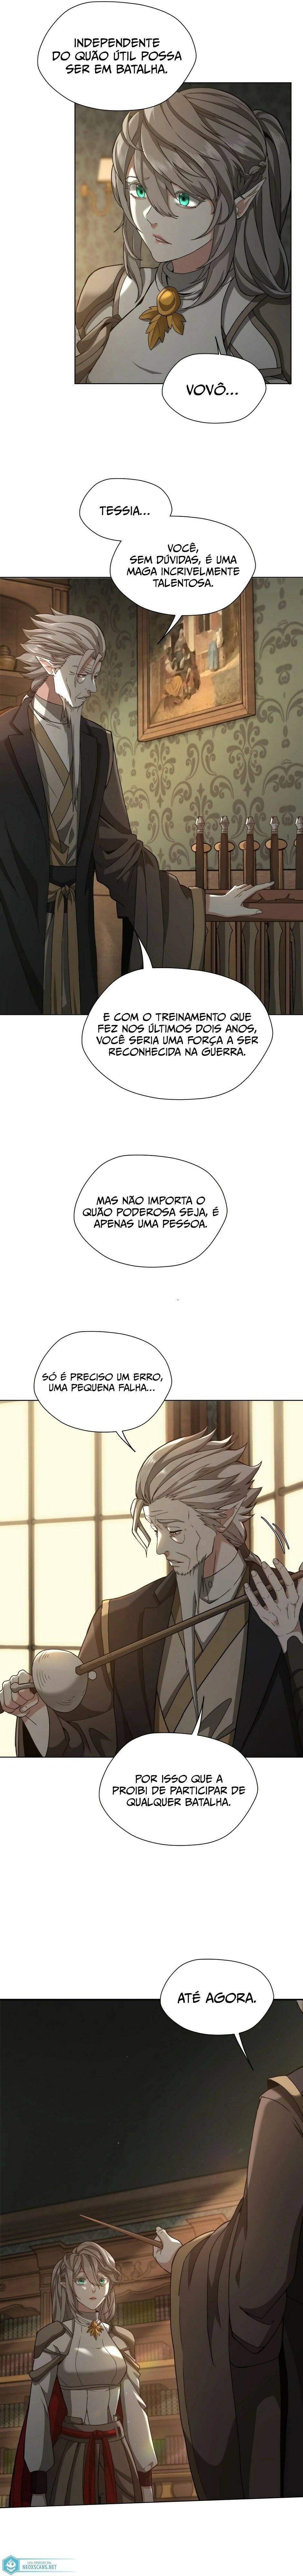 INDEPENDENTE
DO QUÃO ÚTIL POSSA
SER EM BATALHA.
VOVÔ...
TESSIA...
VOCÊ,
SEM DÚVIDAS, É UMA
MAGA INCRIVELMENTE
TALENTOSA.
E COM O TREINAMENTO QUE
FEZ NOS ÚLTIMOS DOIS ANOS,
VOCÊ SERIA UMA FORÇA A SER
RECONHECIDA NA GUERRA.
MAS NÃO IMPORTA O
QUÃO PODEROSA SEJA, É
APENAS UMA PESSOA.
SÓ É PRECISO UM ERRO,
UMA PEQUENA FALHA...
POR ISSO QUE A
PROIBI DE PARTICIPAR DE
QUALQUER BATALHA.
ATÉ AGORA.
NEOXSCANS.NET